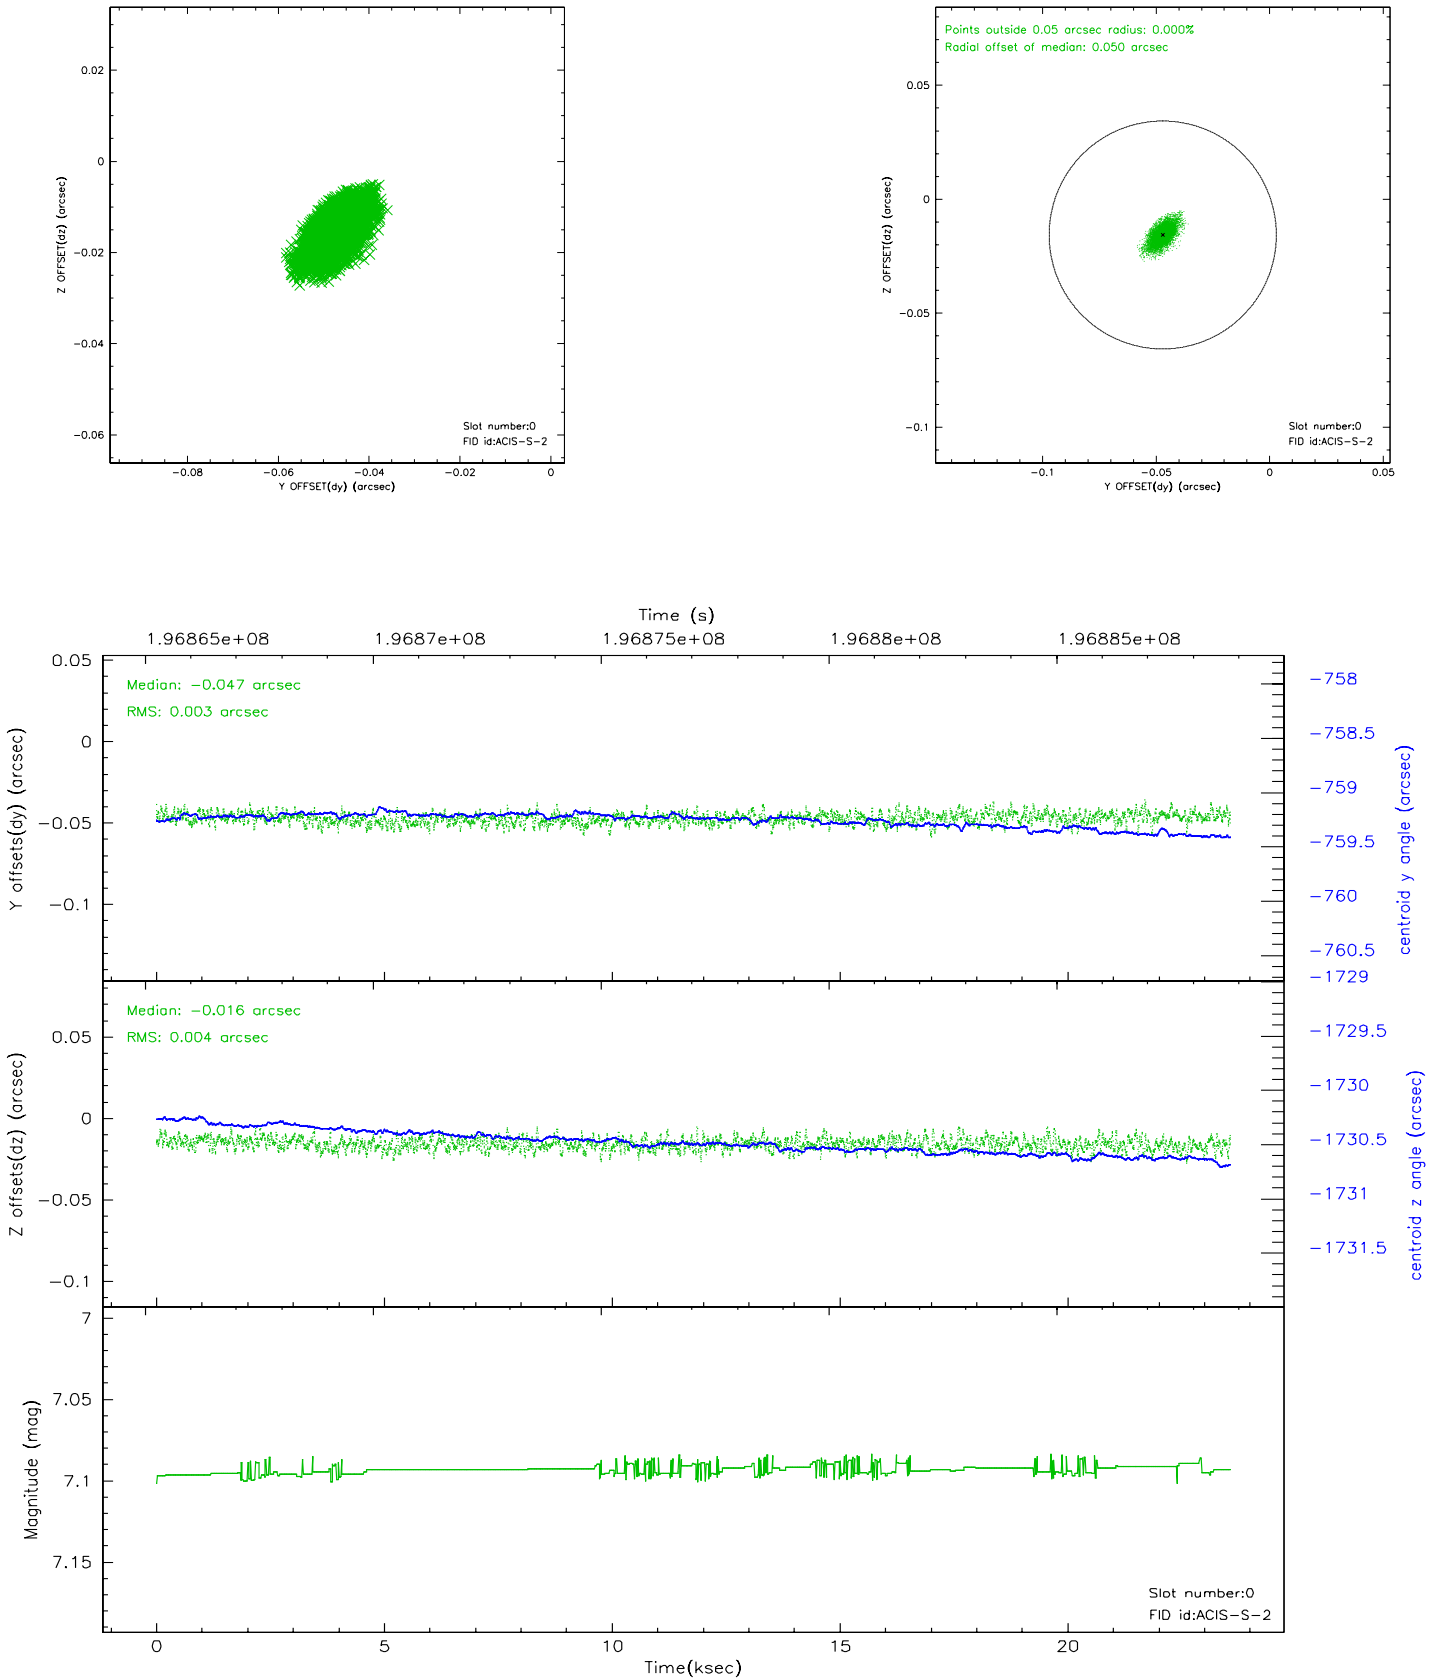 0.02
0
−0.02
−0.04
−0.06
Z OFFSET(dz) (arcsec)
Slot number:0
FID id:ACIS−S−2
−0.08 −0.06 −0.04 −0.02 0
Y OFFSET(dy) (arcsec)
Points outside 0.05 arcsec radius: 0.000%
Radial offset of median: 0.050 arcsec
0.05
0
−0.05
−0.1
Z OFFSET(dz) (arcsec)
Slot number:0
FID id:ACIS−S−2
−0.1 −0.05 0 0.05
Y OFFSET(dy) (arcsec)
Time (s)
1.96865e+08 1.9687e+08 1.96875e+08 1.9688e+08 1.96885e+08
0.05
0
−0.05
−0.1
Y offsets(dy) (arcsec)
Median: −0.047 arcsec
RMS: 0.003 arcsec
−758
−758.5
−759
−759.5
−760
−760.5
centroid y angle (arcsec)
0.05
0
−0.05
−0.1
Z offsets(dz) (arcsec)
Median: −0.016 arcsec
RMS: 0.004 arcsec
−1729
−1729.5
−1730
−1730.5
−1731
−1731.5
centroid z angle (arcsec)
7
7.05
7.1
7.15
Magnitude (mag)
Slot number:0
FID id:ACIS−S−2
0 5 10 15 20
Time(ksec)